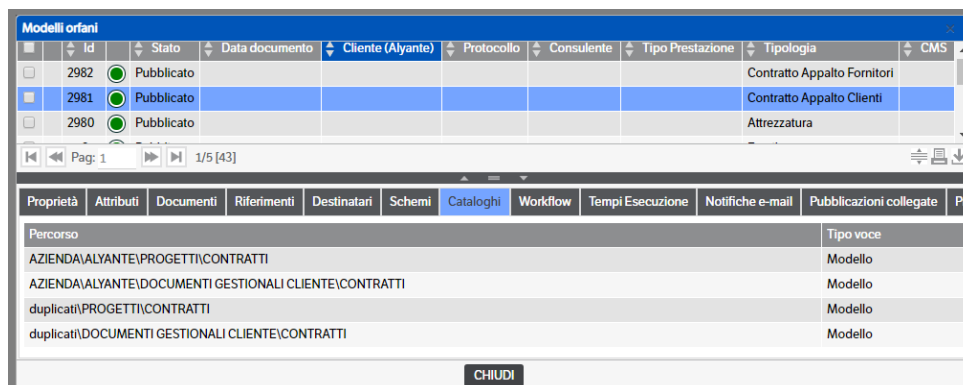 Modelli orfani
Id Stato Data documento Cliente (Alyante) Protocollo Consulente Tipo Prestazione Tipologia CMS
2982 Pubblicato Contratto Appalto Fornitori
2981 Pubblicato Contratto Appalto Clienti
2980 Pubblicato Attrezzatura
Pag: 1 1/5 [43]
Proprietà Attributi Documenti Riferimenti Destinatari Schemi Cataloghi Workflow Tempi Esecuzione Notifiche e-mail Pubblicazioni collegate P
Percorso Tipo voce
AZIENDA\ALYANTE\PROGETTI\CONTRATTI Modello
AZIENDA\ALYANTE\DOCUMENTI GESTIONALI CLIENTE\CONTRATTI Modello
duplicati\PROGETTI\CONTRATTI Modello
duplicati\DOCUMENTI GESTIONALI CLIENTE\CONTRATTI Modello
CHIUDI